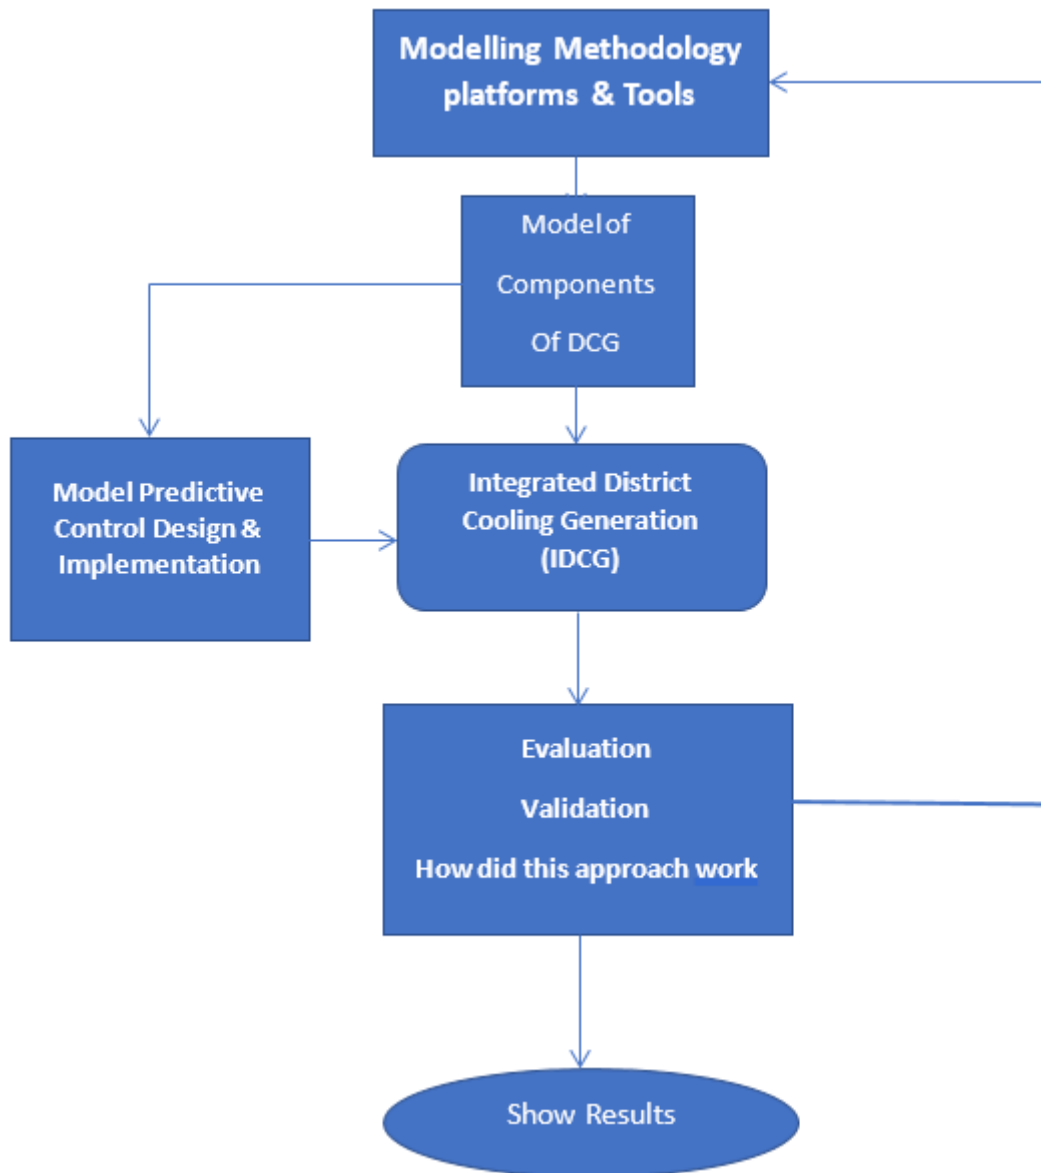 Modelling Methodology
platforms & Tools
Model of
Components
Of DCG
Model Predictive
Control Design &
Implementation
Integrated District
Cooling Generation
(IDCG)
Evaluation
Validation
How did this approach work
Show Results